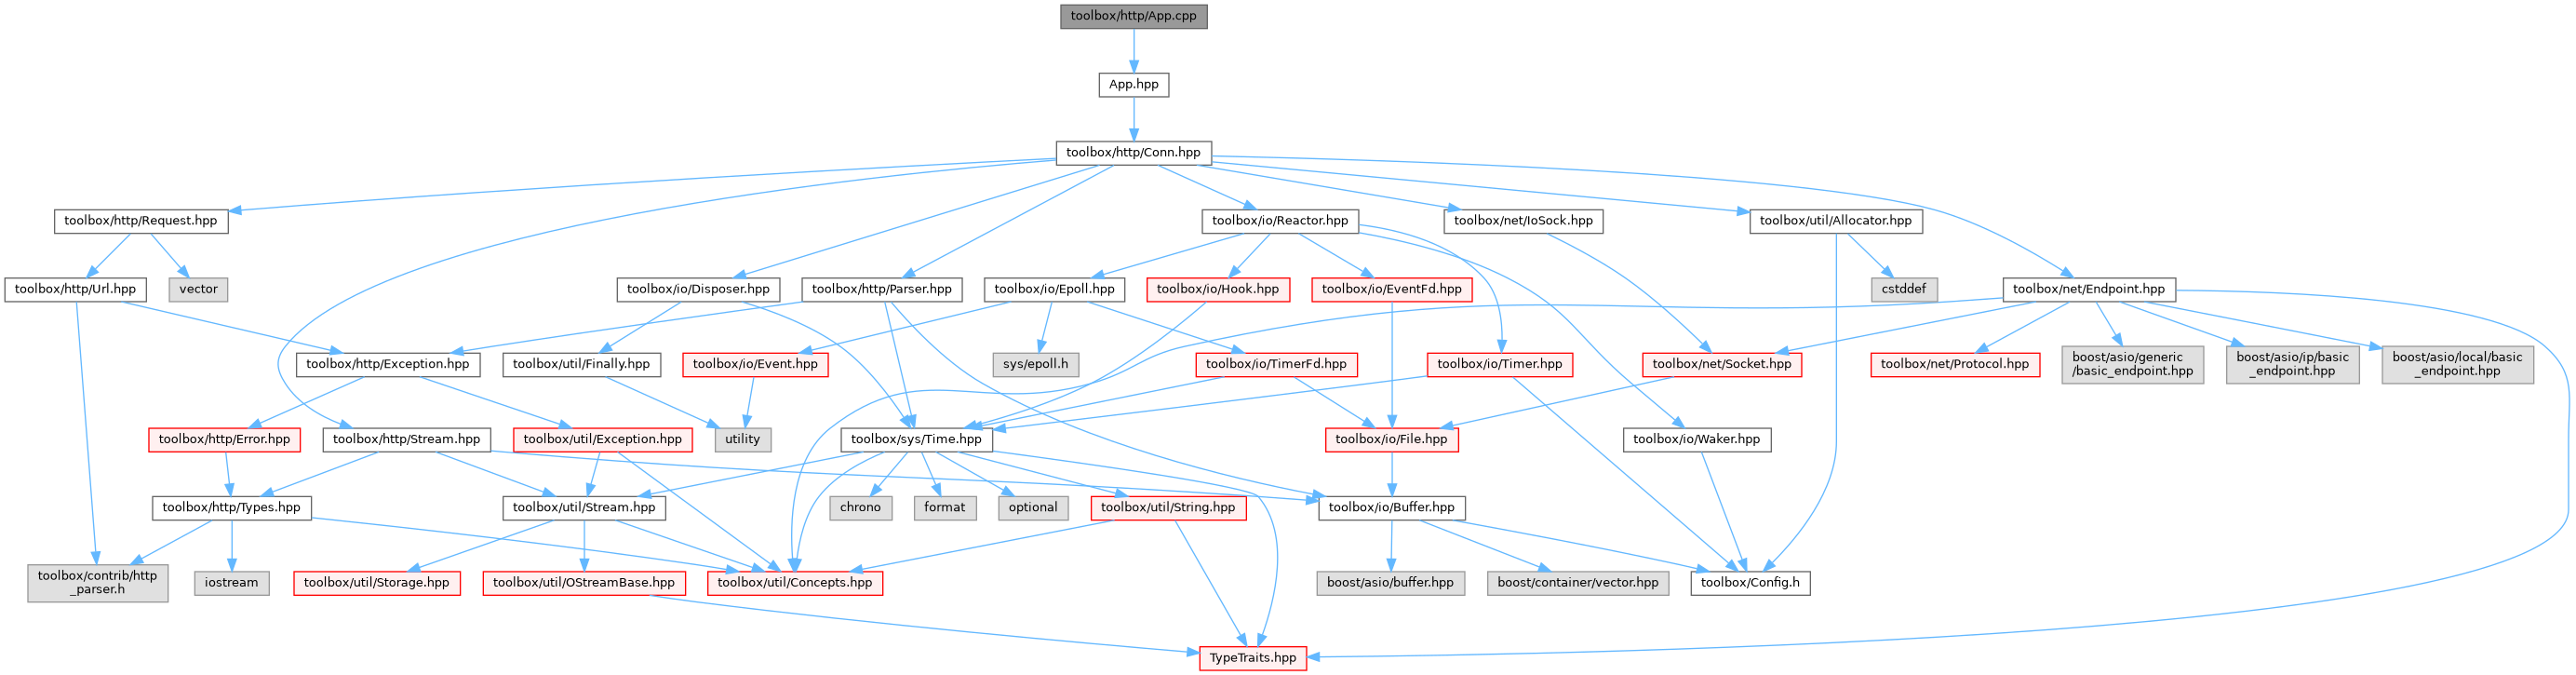 toolbox/http/App.cpp
App.hpp
toolbox/http/Conn.hpp
toolbox/http/Request.hpp
toolbox/io/Reactor.hpp
toolbox/net/IoSock.hpp
toolbox/util/Allocator.hpp
toolbox/http/Url.hpp
vector
toolbox/io/Disposer.hpp
toolbox/http/Parser.hpp
toolbox/io/Epoll.hpp
toolbox/io/Hook.hpp
toolbox/io/EventFd.hpp
cstddef
toolbox/net/Endpoint.hpp
toolbox/http/Exception.hpp
toolbox/util/Finally.hpp
toolbox/io/Event.hpp
sys/epoll.h
toolbox/io/TimerFd.hpp
toolbox/io/Timer.hpp
toolbox/net/Socket.hpp
toolbox/net/Protocol.hpp
boost/asio/generic
/basic_endpoint.hpp
boost/asio/ip/basic
_endpoint.hpp
boost/asio/local/basic
_endpoint.hpp
toolbox/http/Error.hpp
toolbox/http/Stream.hpp
toolbox/util/Exception.hpp
utility
toolbox/sys/Time.hpp
toolbox/io/File.hpp
toolbox/io/Waker.hpp
toolbox/http/Types.hpp
toolbox/util/Stream.hpp
chrono
format
optional
toolbox/util/String.hpp
toolbox/io/Buffer.hpp
toolbox/contrib/http
_parser.h
iostream
toolbox/util/Storage.hpp
toolbox/util/OStreamBase.hpp
toolbox/util/Concepts.hpp
boost/asio/buffer.hpp
boost/container/vector.hpp
toolbox/Config.h
TypeTraits.hpp